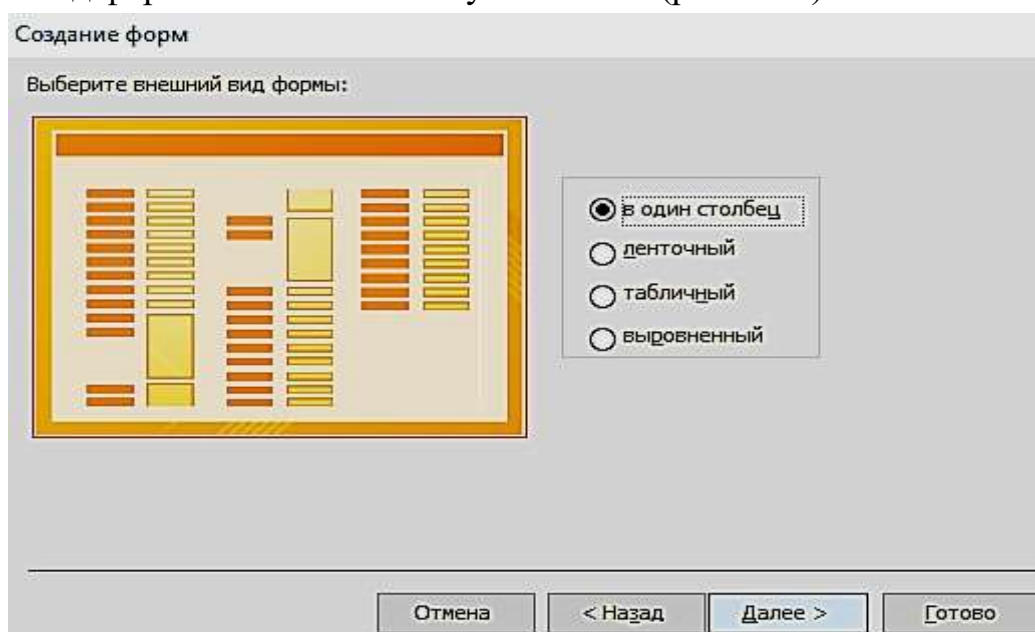 Создание форм
Выберите внешний вид формы:
в один столбец
ленточный
табличный
выровненный
Отмена
< Назад
Далее >
Готово